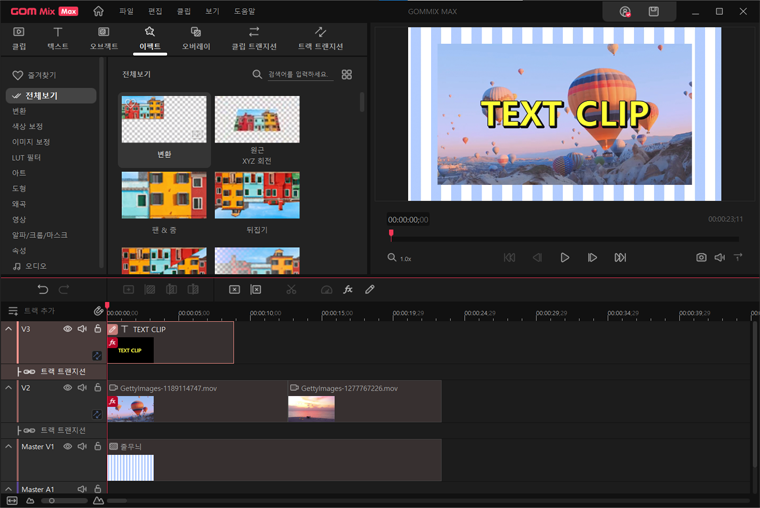 GOM Mix Max
파일 편집 클립 보기 도움말
GOMMIX MAX
클립 텍스트 오브젝트 이펙트 오버레이 클립 트랜지션 트랙 트랜지션
즐겨찾기
전체보기
변환
색상 보정
이미지 보정
LUT 필터
아트
도형
왜곡
영상
알파/크롭/마스크
속성
오디오
전체보기
검색어를 입력하세요.
변환
원근
XYZ 회전
팬 & 줌
뒤집기
TEXT CLIP
00:00:00;00
00:00:23;11
1.0x
fx
트랙 추가
00:00:00;00 00:00:05;00 00:00:10;00 00:00:15;00 00:00:19;29 00:00:24;29 00:00:29;29 00:00:34;29 00:00:39;29
V3
T TEXT CLIP
fx
TEXT CLIP
트랙 트랜지션
V2
GettyImages-1189114747.mov
GettyImages-1277767226.mov
fx
트랙 트랜지션
Master V1
줄무늬
Master A1